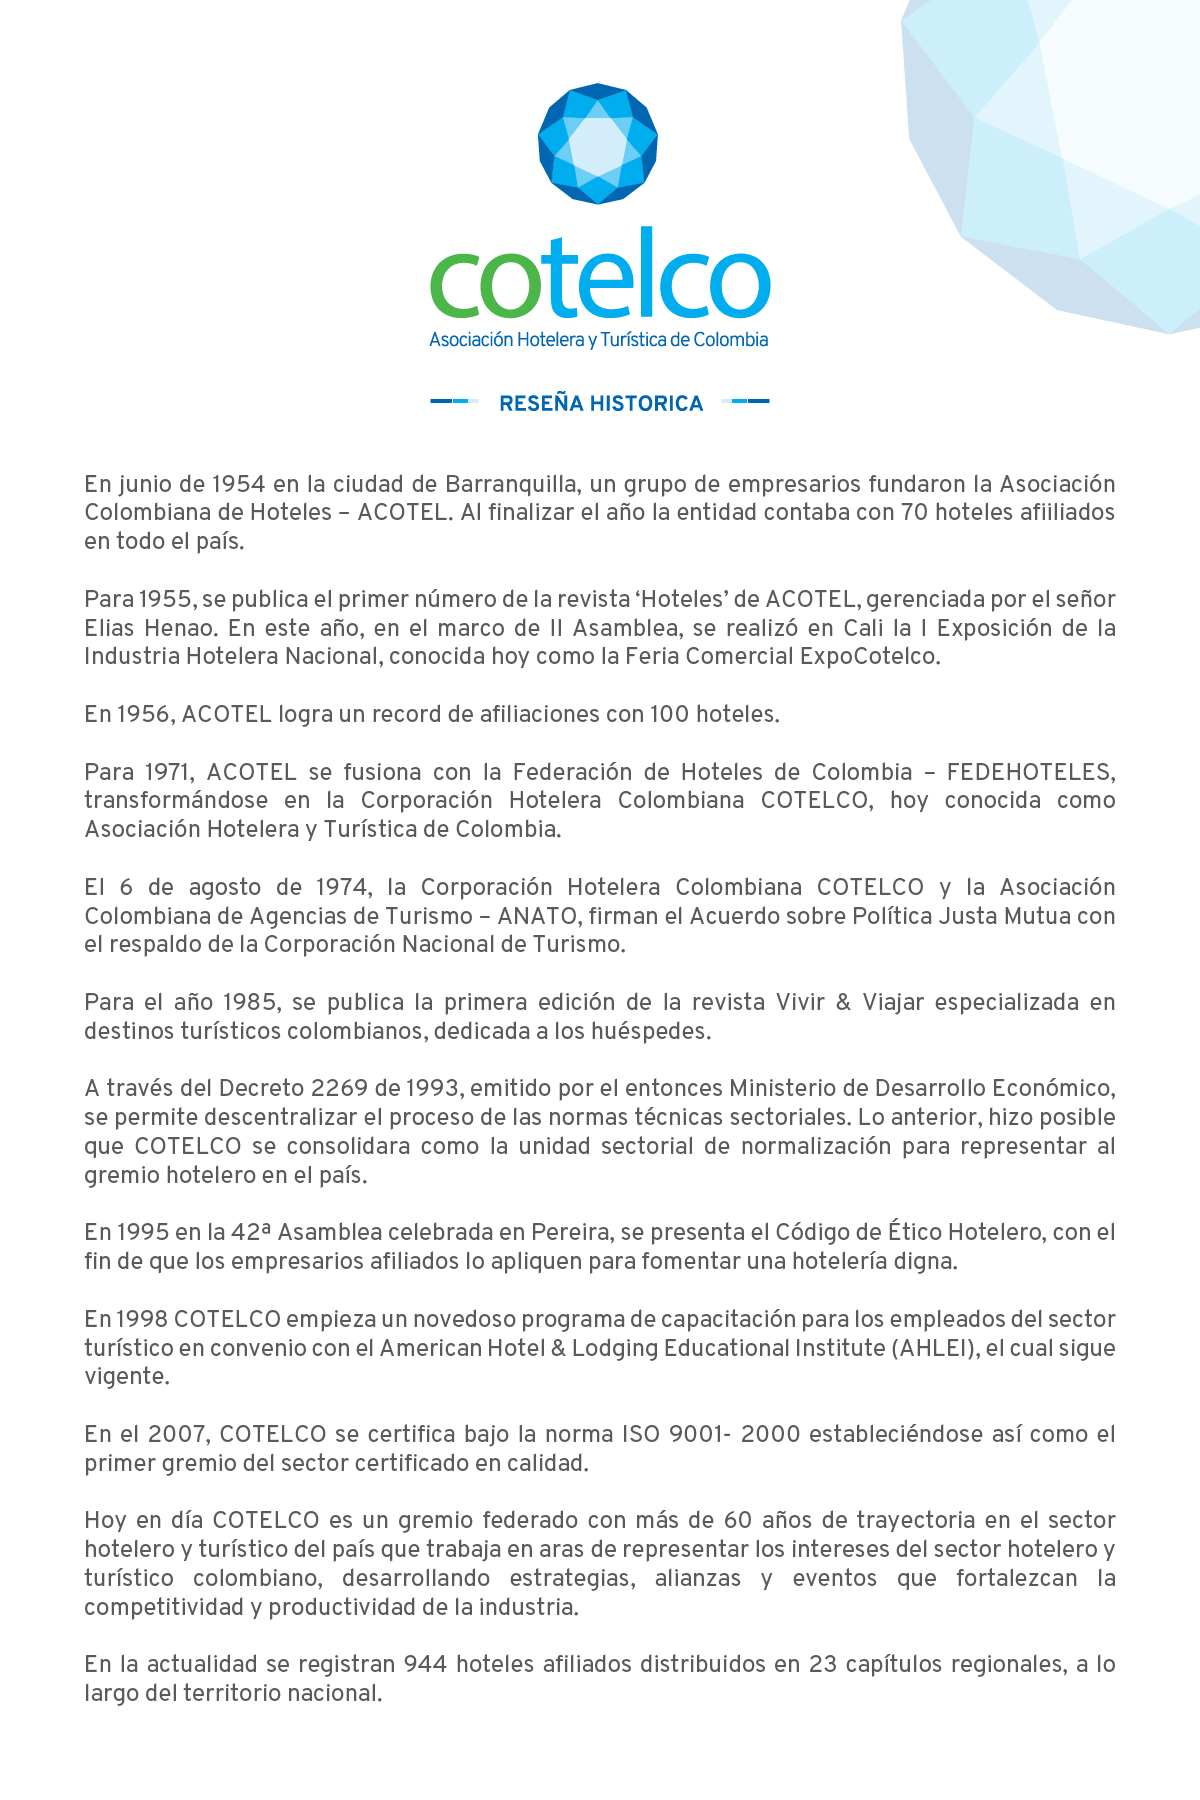 cotelco
Asociación Hotelera y Turística de Colombia
RESEÑA HISTORICA
En junio de 1954 en la ciudad de Barranquilla, un grupo de empresarios fundaron la Asociación
Colombiana de Hoteles – ACOTEL. Al finalizar el año la entidad contaba con 70 hoteles afiiliados
en todo el país.
Para 1955, se publica el primer número de la revista ‘Hoteles’ de ACOTEL, gerenciada por el señor
Elias Henao. En este año, en el marco de II Asamblea, se realizó en Cali la I Exposición de la
Industria Hotelera Nacional, conocida hoy como la Feria Comercial ExpoCotelco.
En 1956, ACOTEL logra un record de afiliaciones con 100 hoteles.
Para 1971, ACOTEL se fusiona con la Federación de Hoteles de Colombia – FEDEHOTELES,
transformándose en la Corporación Hotelera Colombiana COTELCO, hoy conocida como
Asociación Hotelera y Turística de Colombia.
El 6 de agosto de 1974, la Corporación Hotelera Colombiana COTELCO y la Asociación
Colombiana de Agencias de Turismo – ANATO, firman el Acuerdo sobre Política Justa Mutua con
el respaldo de la Corporación Nacional de Turismo.
Para el año 1985, se publica la primera edición de la revista Vivir & Viajar especializada en
destinos turísticos colombianos, dedicada a los huéspedes.
A través del Decreto 2269 de 1993, emitido por el entonces Ministerio de Desarrollo Económico,
se permite descentralizar el proceso de las normas técnicas sectoriales. Lo anterior, hizo posible
que COTELCO se consolidara como la unidad sectorial de normalización para representar al
gremio hotelero en el país.
En 1995 en la 42ª Asamblea celebrada en Pereira, se presenta el Código de Ético Hotelero, con el
fin de que los empresarios afiliados lo apliquen para fomentar una hotelería digna.
En 1998 COTELCO empieza un novedoso programa de capacitación para los empleados del sector
turístico en convenio con el American Hotel & Lodging Educational Institute (AHLEI), el cual sigue
vigente.
En el 2007, COTELCO se certifica bajo la norma ISO 9001- 2000 estableciéndose así como el
primer gremio del sector certificado en calidad.
Hoy en día COTELCO es un gremio federado con más de 60 años de trayectoria en el sector
hotelero y turístico del país que trabaja en aras de representar los intereses del sector hotelero y
turístico colombiano, desarrollando estrategias, alianzas y eventos que fortalezcan la
competitividad y productividad de la industria.
En la actualidad se registran 944 hoteles afiliados distribuidos en 23 capítulos regionales, a lo
largo del territorio nacional.